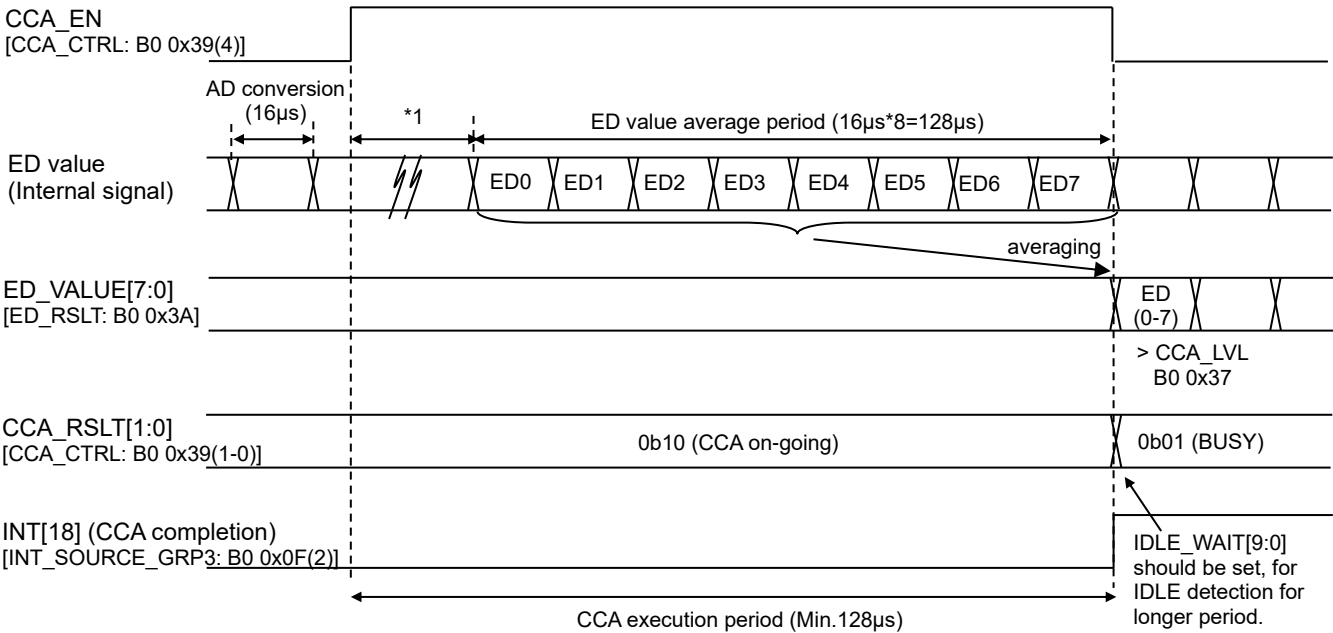 CCA_EN
[CCA_CTRL: B0 0x39(4)]
AD conversion
(16μs)
*1
ED value average period (16μs*8=128μs)
ED value
(Internal signal)
ED0 ED1 ED2 ED3 ED4 ED5 ED6 ED7
averaging
ED_VALUE[7:0]
[ED_RSLT: B0 0x3A]
ED
(0-7)
> CCA_LVL
B0 0x37
CCA_RSLT[1:0]
[CCA_CTRL: B0 0x39(1-0)]
0b10 (CCA on-going)
0b01 (BUSY)
INT[18] (CCA completion)
[INT_SOURCE_GRP3: B0 0x0F(2)]
IDLE_WAIT[9:0]
should be set, for
IDLE detection for
longer period.
CCA execution period (Min.128μs)